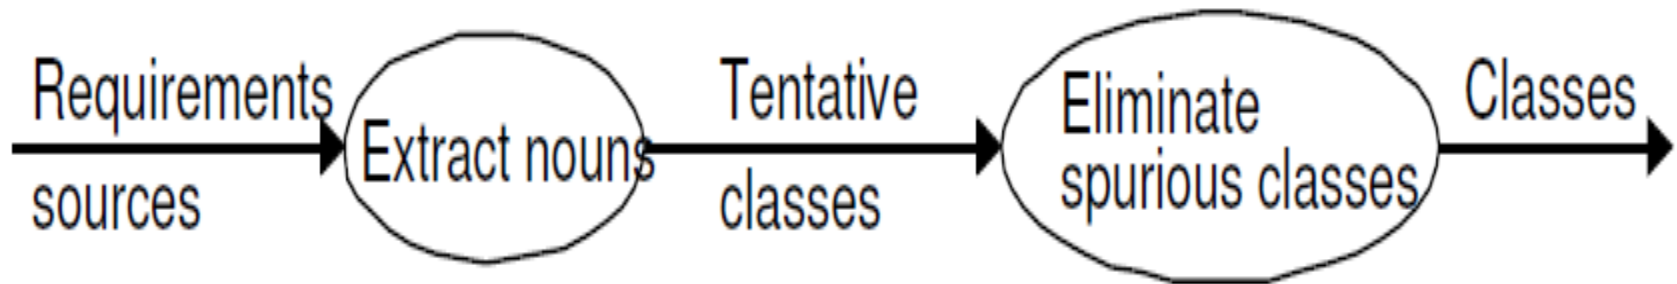 Requirements
sources
Extract nouns
Tentative
classes
Eliminate
spurious classes
Classes